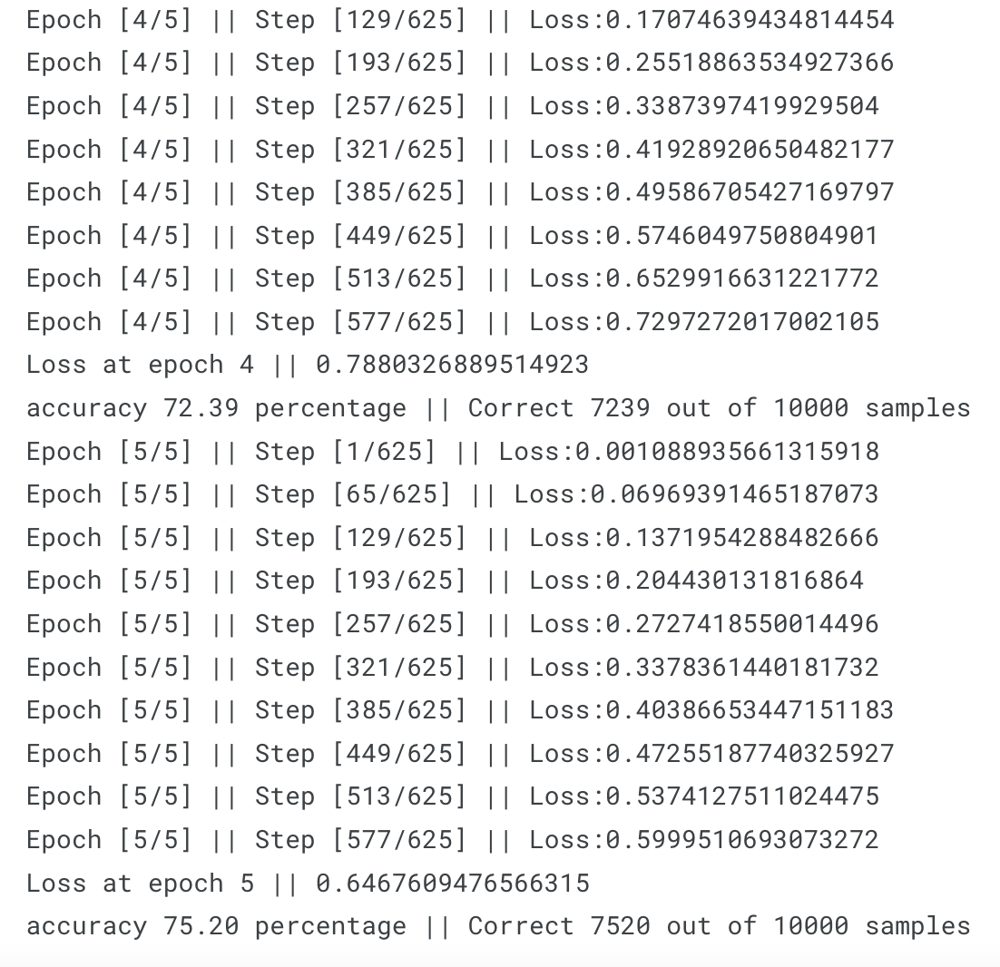 Epoch [4/5] || Step [129/625] || Loss:0.17074639434814454
Epoch [4/5] || Step [193/625] || Loss:0.25518863534927366
Epoch [4/5] || Step [257/625] || Loss:0.3387397419929504
Epoch [4/5] || Step [321/625] || Loss:0.41928920650482177
Epoch [4/5] || Step [385/625] || Loss:0.49586705427169797
Epoch [4/5] || Step [449/625] || Loss:0.5746049750804901
Epoch [4/5] || Step [513/625] || Loss:0.6529916631221772
Epoch [4/5] || Step [577/625] || Loss:0.7297272017002105
Loss at epoch 4 || 0.7880326889514923
accuracy 72.39 percentage || Correct 7239 out of 10000 samples
Epoch [5/5] || Step [1/625] || Loss:0.001088935661315918
Epoch [5/5] || Step [65/625] || Loss:0.06969391465187073
Epoch [5/5] || Step [129/625] || Loss:0.1371954288482666
Epoch [5/5] || Step [193/625] || Loss:0.204430131816864
Epoch [5/5] || Step [257/625] || Loss:0.2727418550014496
Epoch [5/5] || Step [321/625] || Loss:0.3378361440181732
Epoch [5/5] || Step [385/625] || Loss:0.40386653447151183
Epoch [5/5] || Step [449/625] || Loss:0.47255187740325927
Epoch [5/5] || Step [513/625] || Loss:0.5374127511024475
Epoch [5/5] || Step [577/625] || Loss:0.5999510693073272
Loss at epoch 5 || 0.6467609476566315
accuracy 75.20 percentage || Correct 7520 out of 10000 samples